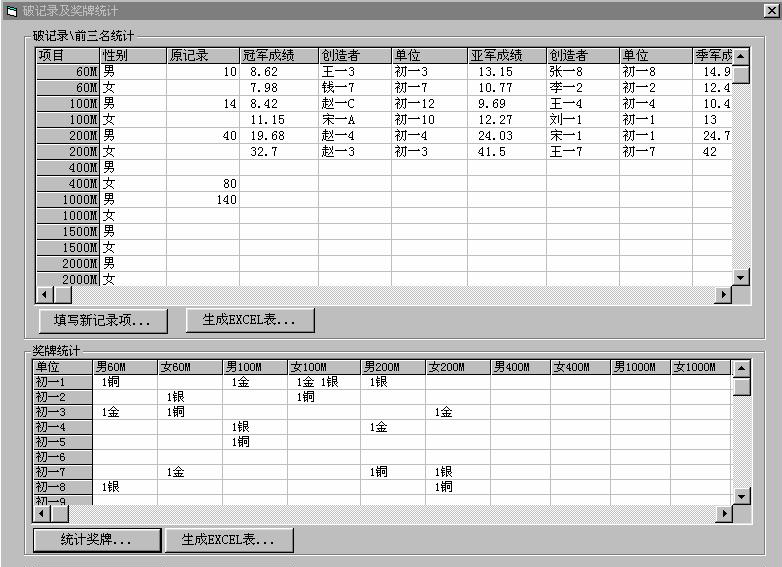 破记录及奖牌统计
破记录\前三名统计
项目 性别 原记录 冠军成绩 创造者 单位 亚军成绩 创造者 单位 季军成
60M 男 10 8.62 王一3 初一3 13.15 张一8 初一8 14.9
60M 女 7.98 钱一7 初一7 10.77 李一2 初一2 12.4
100M 男 14 8.42 赵一C 初一12 9.69 王一4 初一4 10.4
100M 女 11.15 宋一A 初一10 12.27 刘一1 初一1 13
200M 男 40 19.68 赵一4 初一4 24.03 宋一1 初一1 24.7
200M 女 32.7 赵一3 初一3 41.5 王一7 初一7 42
400M 男
400M 女 80
1000M 男 140
1000M 女
1500M 男
1500M 女
2000M 男
2000M 女
填写新记录项... 生成EXCEL表...
奖牌统计
单位 男60M 女60M 男100M 女100M 男200M 女200M 男400M 女400M 男1000M 女1000M
初一1 1铜 1金 1金 1银 1银
初一2 1银 1铜
初一3 1金 1铜 1金
初一4 1银 1金
初一5 1铜
初一6
初一7 1金 1铜 1银
初一8 1银 1铜
初一9
统计奖牌... 生成EXCEL表...